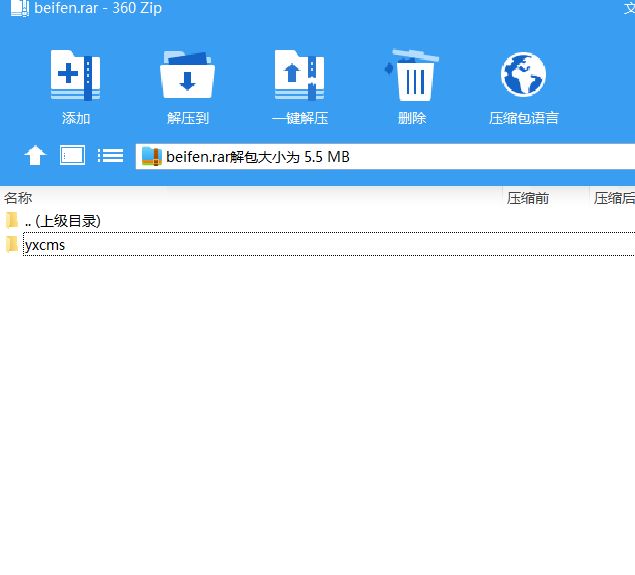 beifen.rar - 360 Zip
文
添加
解压到
一键解压
删除
压缩包语言
beifen.rar解包大小为 5.5 MB
名称
压缩前
压缩后
.. (上级目录)
yxcms